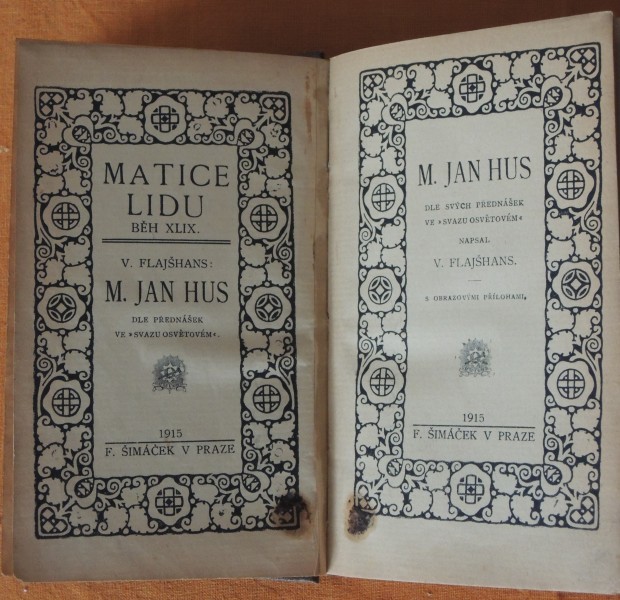 MATICE
LIDU
BĚH XLIX.
V. FLAJŠHANS:
M. JAN HUS
DLE PŘEDNÁŠEK
VE »SVAZU OSVĚTOVÉM«.
1915
F. ŠIMÁČEK V PRAZE
M. JAN HUS
DLE SVÝCH PŘEDNÁŠEK
VE »SVAZU OSVĚTOVÉM«
NAPSAL
V. FLAJŠHANS.
S OBRAZOVÝMI PŘÍLOHAMI.
1915
F. ŠIMÁČEK V PRAZE